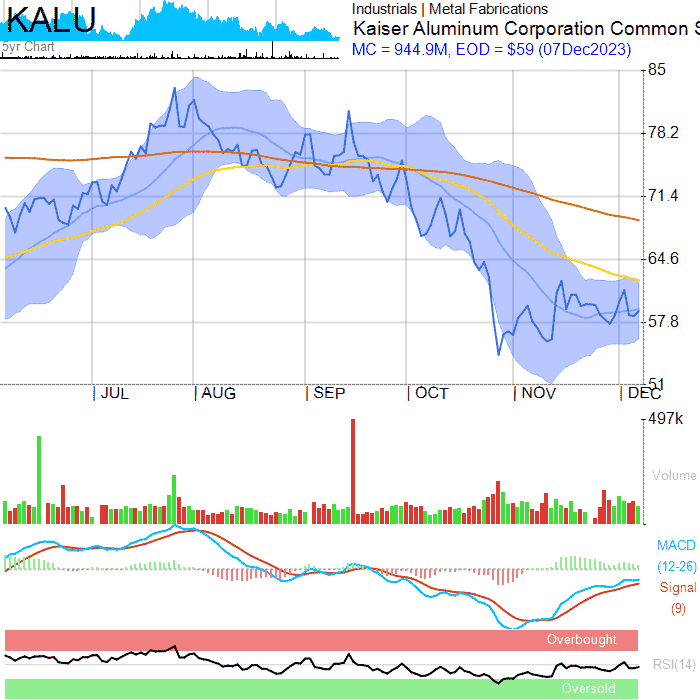 KALU
5yr Chart
Industrials | Metal Fabrications
Kaiser Aluminum Corporation Common S
MC = 944.9M, EOD = $59 (07Dec2023)
85
78.2
71.4
64.6
57.8
51
JUL AUG SEP OCT NOV DEC
497k
Volume
MACD
(12-26)
Signal
(9)
Overbought
RSI(14)
Oversold